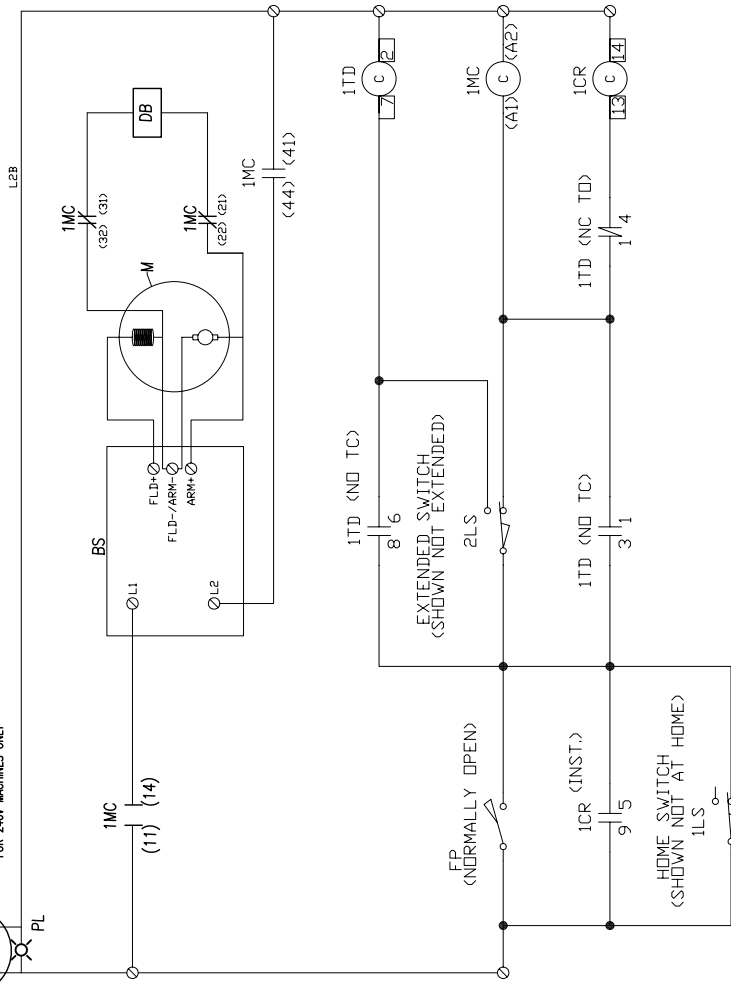 FOR 240V MACHINES ONLY
L2B
PL
1MC
(32) (31)
DB
BS
M
1MC
(11) (14)
L1
FLD+
FLD-/ARM-
ARM+
L2
1MC
(22) (21)
1MC
(44) (41)
1TD (NO TC)
8 6
1TD
7 2
EXTENDED SWITCH
(SHOWN NOT EXTENDED)
2LS
FP
(NORMALLY OPEN)
1MC
(A1) (A2)
C
C
C
1CR (INST.)
9 5
1TD (NO TC)
3 1
1TD (NC TO)
1 4
1CR
13 14
HOME SWITCH
(SHOWN NOT AT HOME)
1LS